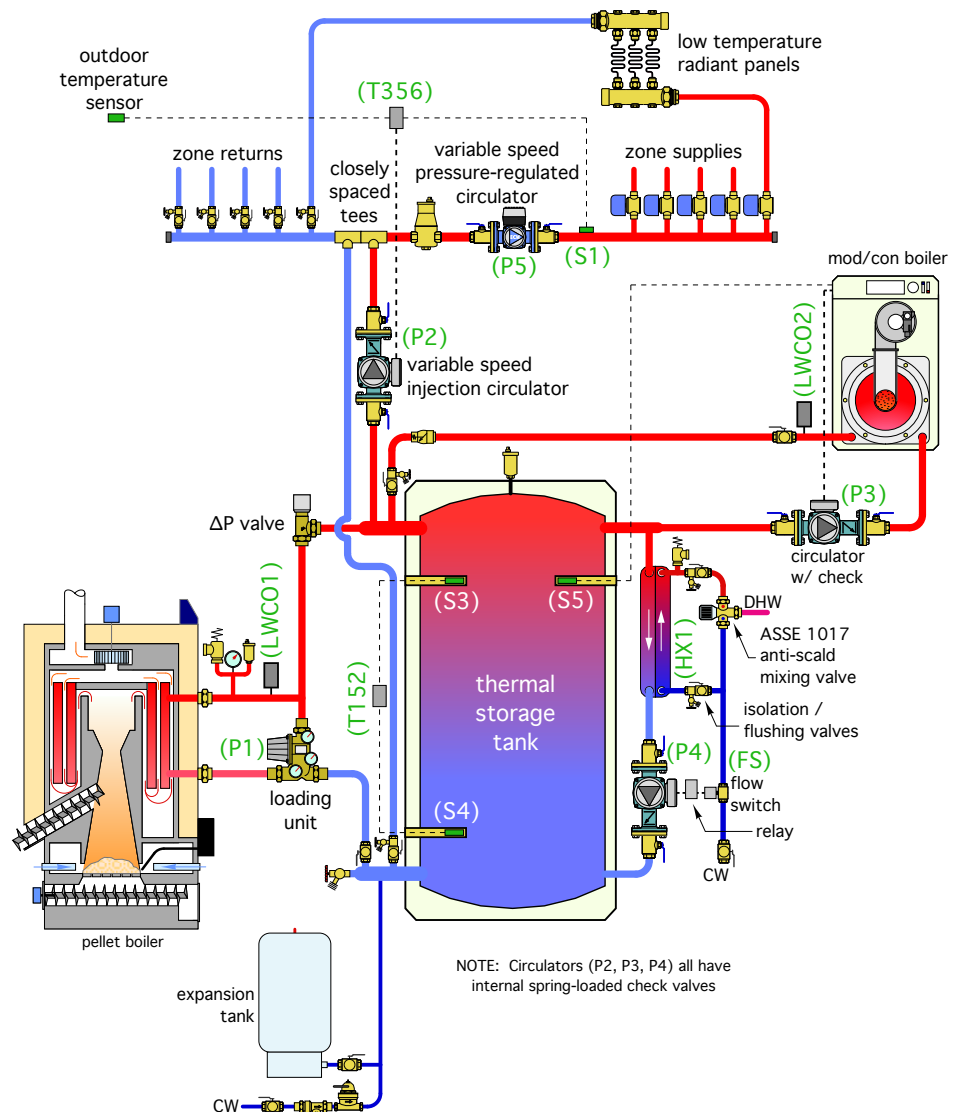 outdoor
temperature
sensor
(T356)
low temperature
radiant panels
zone returns
closely
spaced
tees
variable speed
pressure-regulated
circulator
zone supplies
(P5)
(S1)
mod/con boiler
(P2)
variable speed
injection circulator
(LWCO2)
(P3)
circulator
w/ check
ΔP valve
(LWCO1)
(S3)
(S5)
DHW
ASSE 1017
anti-scald
mixing valve
(HX1)
(T152)
thermal
storage
tank
isolation /
flushing valves
(P1)
loading
unit
(P4)
(FS)
flow
switch
relay
(S4)
CW
pellet boiler
NOTE: Circulators (P2, P3, P4) all have
internal spring-loaded check valves
expansion
tank
CW